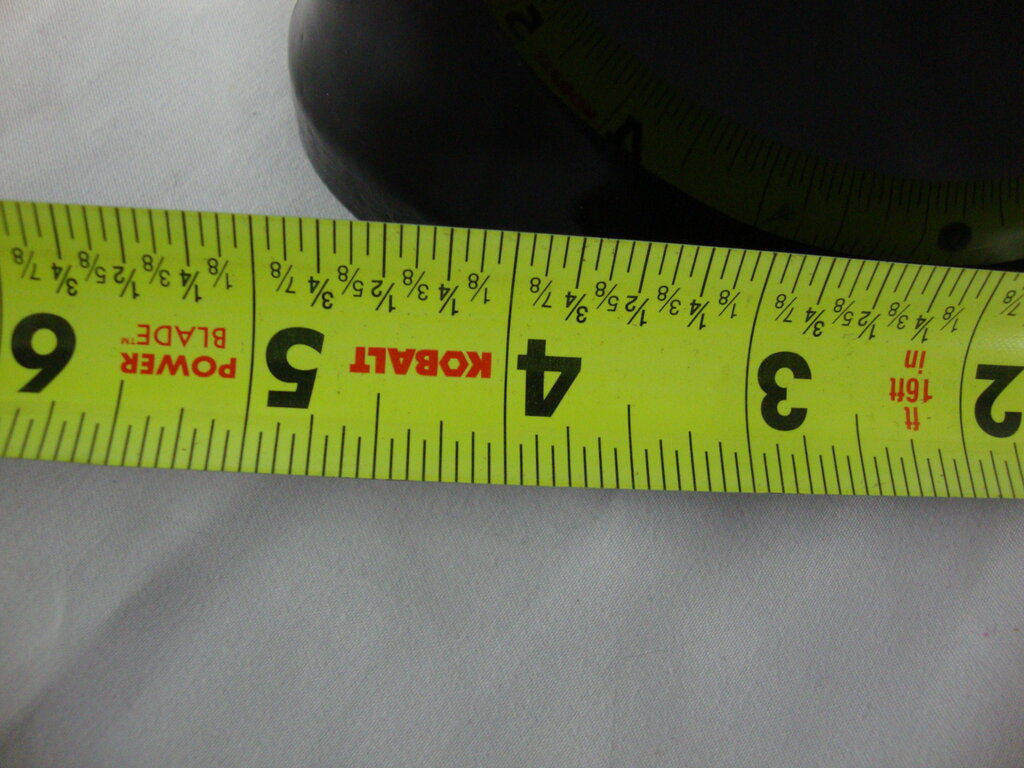 2 ft 3 4 KOBALT 5 POWER 6
16ft BLADE™
in
7/8 1/8 1/4 3/8 1/2 5/8 3/4 7/8 1/8 1/4 3/8 1/2 5/8 3/4 7/8 1/8 1/4 3/8 1/2 5/8 3/4 7/8 1/8 1/4 3/8 1/2 5/8 3/4 7/8
2